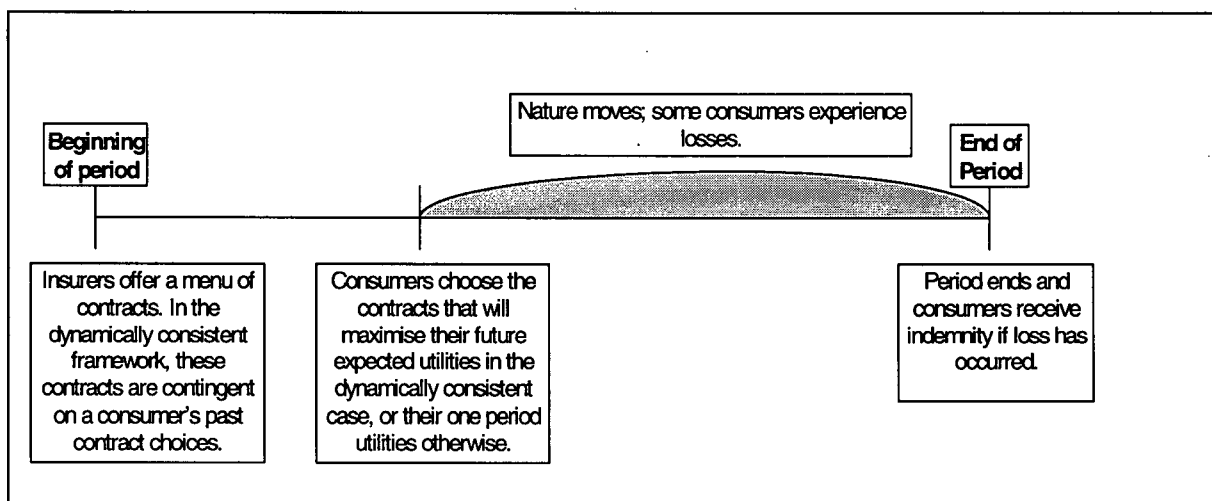 Nature moves; some consumers experience
losses.
Beginning
of period
End of
Period
Insurers offer a menu of
contracts. In the
dynamically consistent
framework, these
contracts are contingent
on a consumer's past
contract choices.
Consumers choose the
contracts that will
maximise their future
expected utilities in the
dynamically consistent
case, or their one period
utilities otherwise.
Period ends and
consumers receive
indemnity if loss has
occurred.